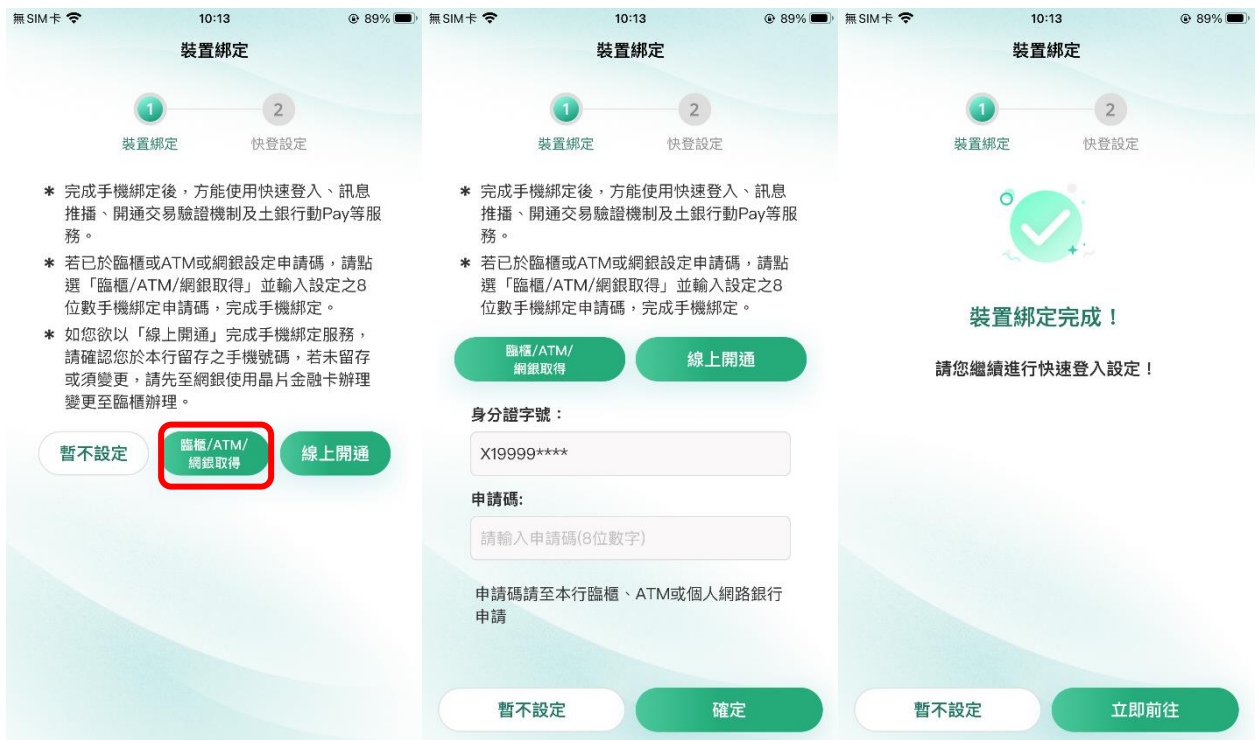 無SIM卡 10:13 89%
裝置綁定
1 2
裝置綁定 快登設定
* 完成手機綁定後，方能使用快速登入、訊息
推播、開通交易驗證機制及土銀行動Pay等服
務。
* 若已於臨櫃或ATM或網銀設定申請碼，請點
選「臨櫃/ATM/網銀取得」並輸入設定之8
位數手機綁定申請碼，完成手機綁定。
* 如您欲以「線上開通」完成手機綁定服務，
請確認您於本行留存之手機號碼，若未留存
或須變更，請先至網銀使用晶片金融卡辦理
變更至臨櫃辦理。
暫不設定
臨櫃/ATM/
網銀取得
線上開通
無SIM卡 10:13 89%
裝置綁定
1 2
裝置綁定 快登設定
* 完成手機綁定後，方能使用快速登入、訊息
推播、開通交易驗證機制及土銀行動Pay等服
務。
* 若已於臨櫃或ATM或網銀設定申請碼，請點
選「臨櫃/ATM/網銀取得」並輸入設定之8
位數手機綁定申請碼，完成手機綁定。
臨櫃/ATM/
網銀取得
線上開通
身分證字號：
X19999****
申請碼:
請輸入申請碼(8位數字)
申請碼請至本行臨櫃、ATM或個人網路銀行
申請
暫不設定 確定
無SIM卡 10:13 89%
裝置綁定
1 2
裝置綁定 快登設定
裝置綁定完成！
請您繼續進行快速登入設定！
暫不設定 立即前往